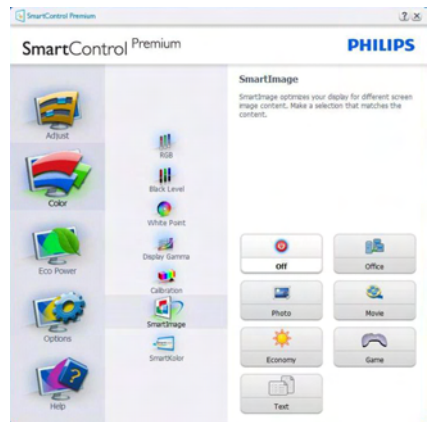 SmartControl Premium
SmartControl Premium
PHILIPS
Adjust
Color
Eco Power
Options
Help
RGB
Black Level
White Point
Display Gamma
Calibration
SmartImage
SmartKolor
SmartImage
SmartImage optimizes your display for different screen
image content. Make a selection that matches the
content.
Off
Office
Photo
Movie
Economy
Game
Text